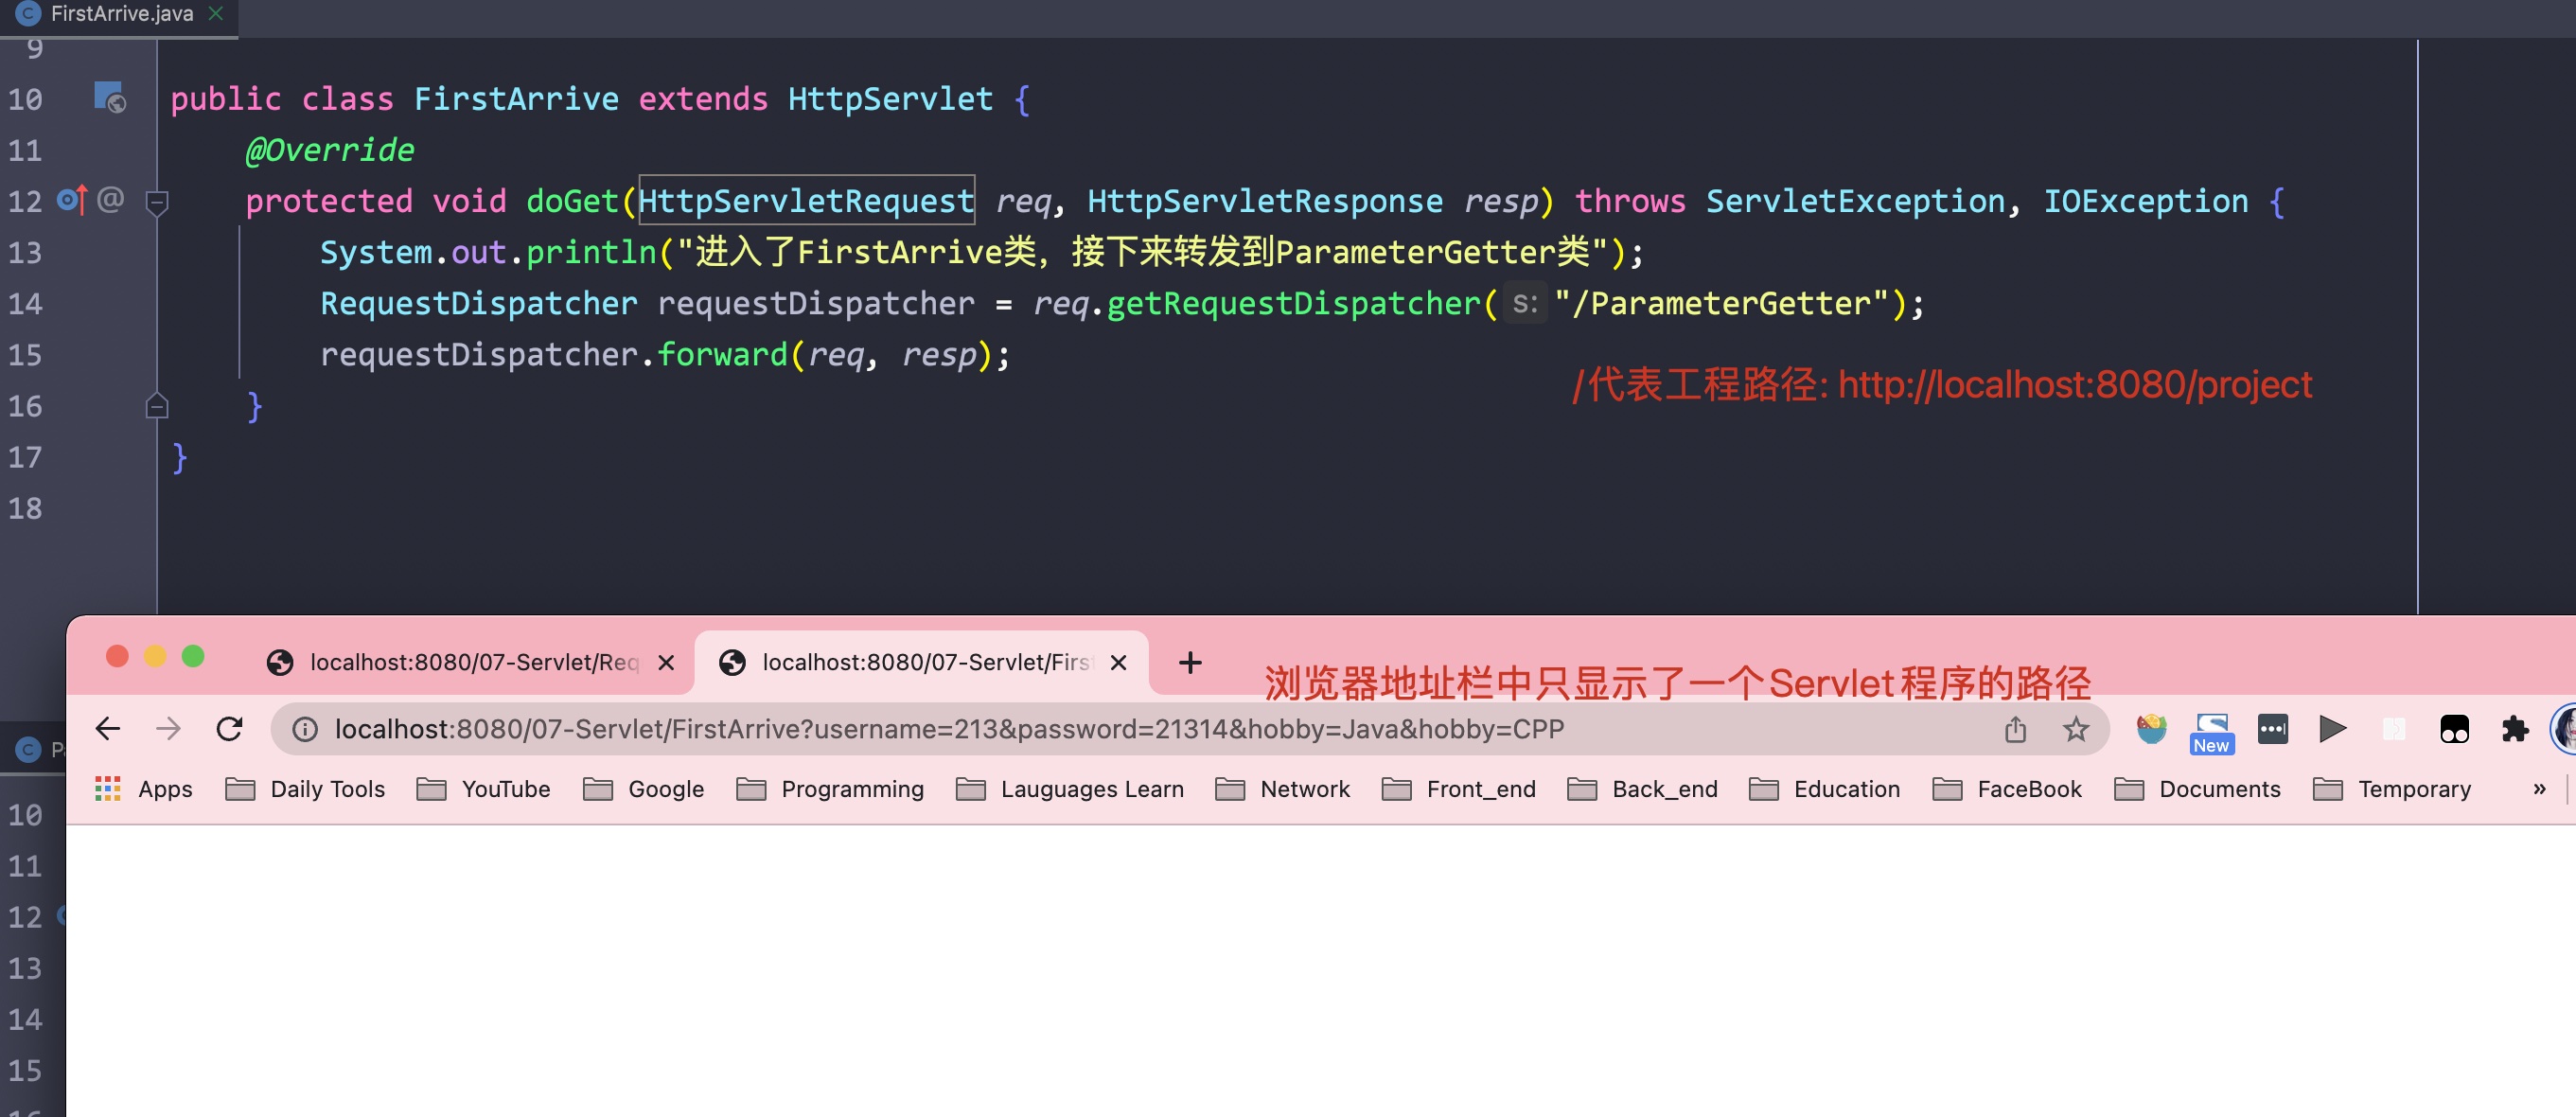 FirstArrive.java
9
10 public class FirstArrive extends HttpServlet {
11 @Override
12 @ protected void doGet(HttpServletRequest req, HttpServletResponse resp) throws ServletException, IOException {
13 System.out.println("进入了FirstArrive类，接下来转发到ParameterGetter类");
14 RequestDispatcher requestDispatcher = req.getRequestDispatcher( s: "/ParameterGetter");
15 requestDispatcher.forward(req, resp);
/代表工程路径: http://localhost:8080/project
16 }
17 }
18
localhost:8080/07-Servlet/Req
localhost:8080/07-Servlet/Firs
浏览器地址栏中只显示了一个Servlet程序的路径
localhost:8080/07-Servlet/FirstArrive?username=213&password=21314&hobby=Java&hobby=CPP
New
Apps Daily Tools YouTube Google Programming Lauguages Learn Network Front_end Back_end Education FaceBook Documents Temporary »
10
11
12
13
14
15